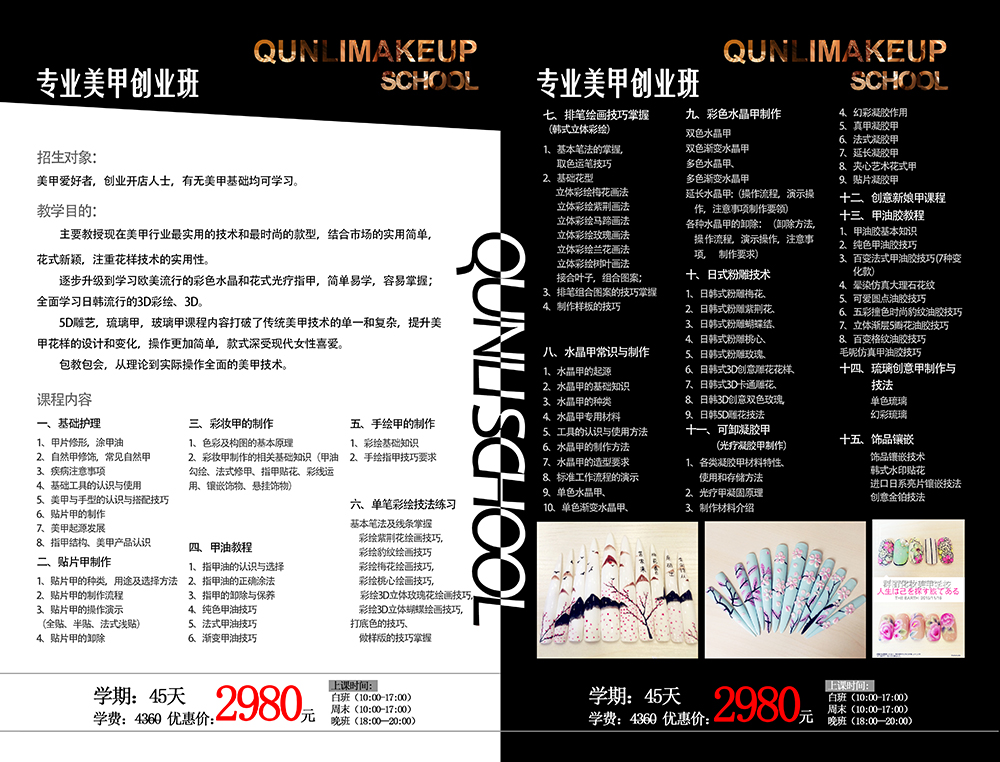 QUNLIMAKEUP
SCHOOL
专业美甲创业班
招生对象：
美甲爱好者，创业开店人士，有无美甲基础均可学习。
教学目的：
主要教授现在美甲行业最实用的技术和最时尚的款型，结合市场的实用简单，
花式新颖，注重花样技术的实用性。
逐步升级到学习欧美流行的彩色水晶和花式光疗指甲，简单易学，容易掌握；
全面学习日韩流行的3D彩绘、3D。
5D雕艺，琉璃甲，玻璃甲课程内容打破了传统美甲技术的单一和复杂，提升美
甲花样的设计和变化，操作更加简单，款式深受现代女性喜爱。
包教包会，从理论到实际操作全面的美甲技术。
课程内容
一、基础护理
1、甲片修形，涂甲油
2、自然甲修饰，常见自然甲
3、疾病注意事项
4、基础工具的认识与使用
5、美甲与手型的认识与搭配技巧
6、贴片甲的制作
7、美甲起源发展
8、指甲结构、美甲产品认识
二、贴片甲制作
1、贴片甲的种类，用途及选择方法
2、贴片甲的制作流程
3、贴片甲的操作演示
（全贴、半贴、法式浅贴）
4、贴片甲的卸除
三、彩妆甲的制作
1、色彩及构图的基本原理
2、彩妆甲制作的相关基础知识（甲油
勾绘、法式修甲、指甲贴花、彩线运
用、镶嵌饰物、悬挂饰物）
四、甲油教程
1、指甲油的认识与选择
2、指甲油的正确涂法
3、指甲的卸除与保养
4、纯色甲油技巧
5、法式甲油技巧
6、渐变甲油技巧
五、手绘甲的制作
1、彩绘基础知识
2、手绘指甲技巧要求
六、单笔彩绘技法练习
基本笔法及线条掌握
彩绘紫荆花绘画技巧,
彩绘豹纹绘画技巧
彩绘梅花绘画技巧,
彩绘桃心绘画技巧,
彩绘3D立体玫瑰花绘画技巧,
彩绘3D立体蝴蝶绘画技巧,
打底色的技巧,
做样版的技巧掌握
学期：45天
学费：4360 优惠价:2980元
上课时间：
白班（10:00-17:00）
周末（10:00-17:00）
晚班（18:00—20:00）
QUNLISCHOOL
QUNLIMAKEUP
SCHOOL
专业美甲创业班
七、排笔绘画技巧掌握
（韩式立体彩绘）
1、基本笔法的掌握,
取色运笔技巧
2、基础花型
立体彩绘梅花画法
立体彩绘紫荆画法
立体彩绘马蹄画法
立体彩绘玫瑰画法
立体彩绘兰花画法
立体彩绘树叶画法
接合叶子，组合图案；
3、排笔组合图案的技巧掌握
4、制作样板的技巧
八、水晶甲常识与制作
1、水晶甲的起源
2、水晶甲的基础知识
3、水晶甲的种类
4、水晶甲专用材料
5、工具的认识与使用方法
6、水晶甲的制作方法
7、水晶甲的造型要求
8、标准工作流程的演示
9、单色水晶甲、
10、单色渐变水晶甲、
九、彩色水晶甲制作
双色水晶甲
双色渐变水晶甲
多色水晶甲、
多色渐变水晶甲
延长水晶甲:（操作流程，演示操
作，注意事项制作要领）
各种水晶甲的卸除：（卸除方法,
操作流程，演示操作，注意事
项，制作要求）
十、日式粉雕技术
1、日韩式粉雕梅花、
2、日韩式粉雕紫荆花、
3、日韩式粉雕蝴蝶结、
4、日韩式粉雕桃心、
5、日韩式粉雕玫瑰、
6、日韩式3D创意雕花花样、
7、日韩式3D卡通雕花、
8、日韩3D创意双色玫瑰,
9、日韩5D雕花技法
十一、可卸凝胶甲
（光疗凝胶甲制作）
1、各类凝胶甲材料特性、
使用和存储方法
2、光疗甲凝固原理
3、制作材料介绍
4、幻彩凝胶作用
5、真甲凝胶甲
6、法式凝胶甲
7、延长凝胶甲
8、夹心艺术花式甲
9、贴片凝胶甲
十二、创意新娘甲课程
十三、甲油胶教程
1、甲油胶基本知识
2、纯色甲油胶技巧
3、百变法式甲油胶技巧(7种变
化款)
4、晕染仿真大理石花纹
5、可爱圆点油胶技巧
6、五彩撞色时尚豹纹油胶技巧
7、立体渐层5瓣花油胶技巧
8、百变格纹油胶技巧
毛呢仿真甲油胶技巧
十四、琉璃创意甲制作与
技法
单色琉璃
幻彩琉璃
十五、饰品镶嵌
饰品镶嵌技术
韩式水印贴花
进口日系亮片镶嵌技法
创意金铂技法
人生は己を探す旅である
学期：45天
学费：4360 优惠价:2980元
上课时间：
白班（10:00-17:00）
周末（10:00-17:00）
晚班（18:00—20:00）